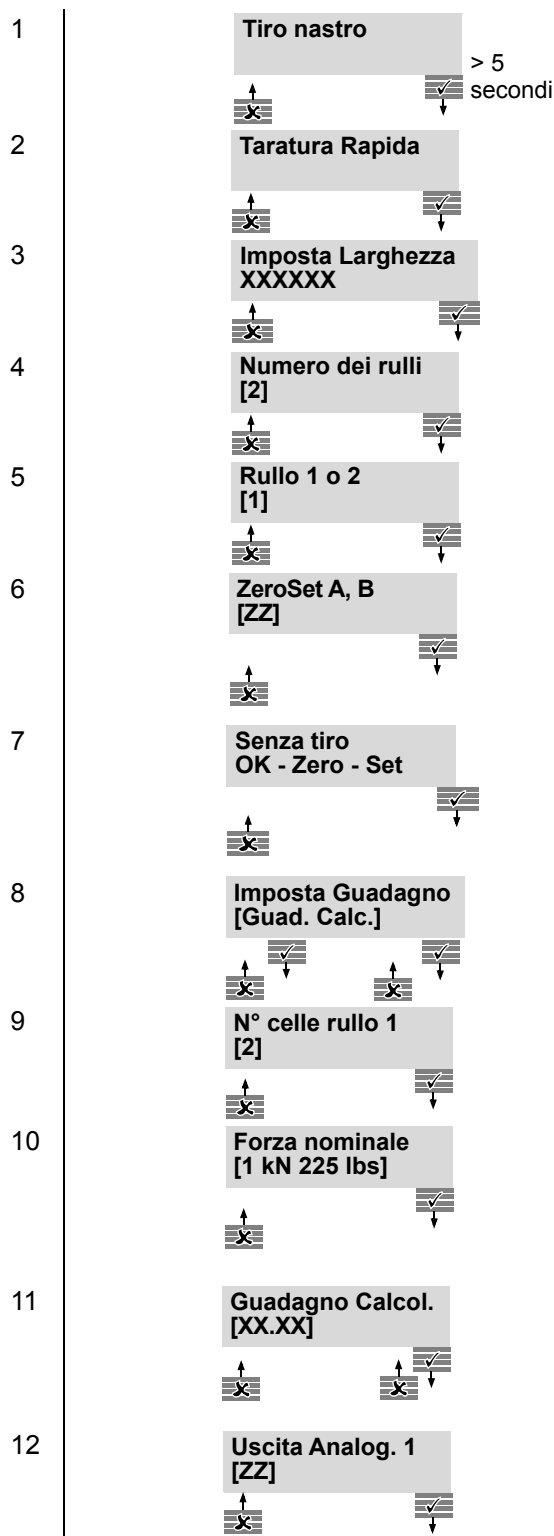 1
Tiro nastro
> 5
secondi
2
Taratura Rapida
3
Imposta Larghezza
XXXXXX
4
Numero dei rulli
[2]
5
Rullo 1 o 2
[1]
6
ZeroSet A, B
[ZZ]
7
Senza tiro
OK - Zero - Set
8
Imposta Guadagno
[Guad. Calc.]
9
N° celle rullo 1
[2]
10
Forza nominale
[1 kN 225 lbs]
11
Guadagno Calcol.
[XX.XX]
12
Uscita Analog. 1
[ZZ]